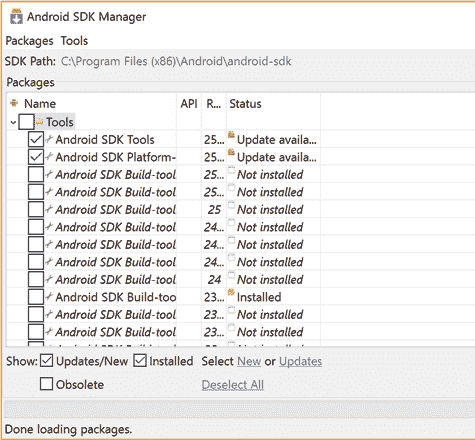 Android SDK Manager
Packages Tools
SDK Path: C:\Program Files (x86)\Android\android-sdk
Packages
Name API R... Status
Tools
Android SDK Tools 25... Update availa...
Android SDK Platform- 25... Update availa...
Android SDK Build-tool 25... Not installed
Android SDK Build-tool 25... Not installed
Android SDK Build-tool 25 Not installed
Android SDK Build-tool 24... Not installed
Android SDK Build-tool 24... Not installed
Android SDK Build-tool 24... Not installed
Android SDK Build-tool 24 Not installed
Android SDK Build-too 23... Installed
Android SDK Build-tool 23... Not installed
Android SDK Build-tool 23... Not installed
Show: Updates/New Installed Select New or Updates
Obsolete Deselect All
Done loading packages.